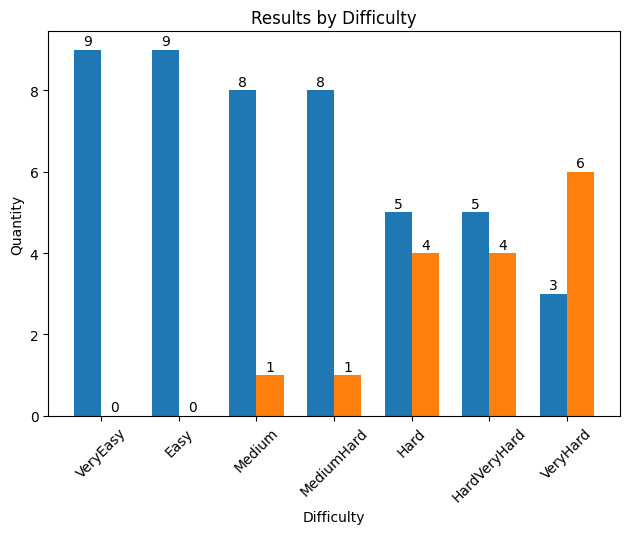 Results by Difficulty
9 0 9 0 8 1 8 1 5 4 5 4 3 6
Quantity
8
6
4
2
0
VeryEasy Easy Medium MediumHard Hard HardVeryHard VeryHard
Difficulty